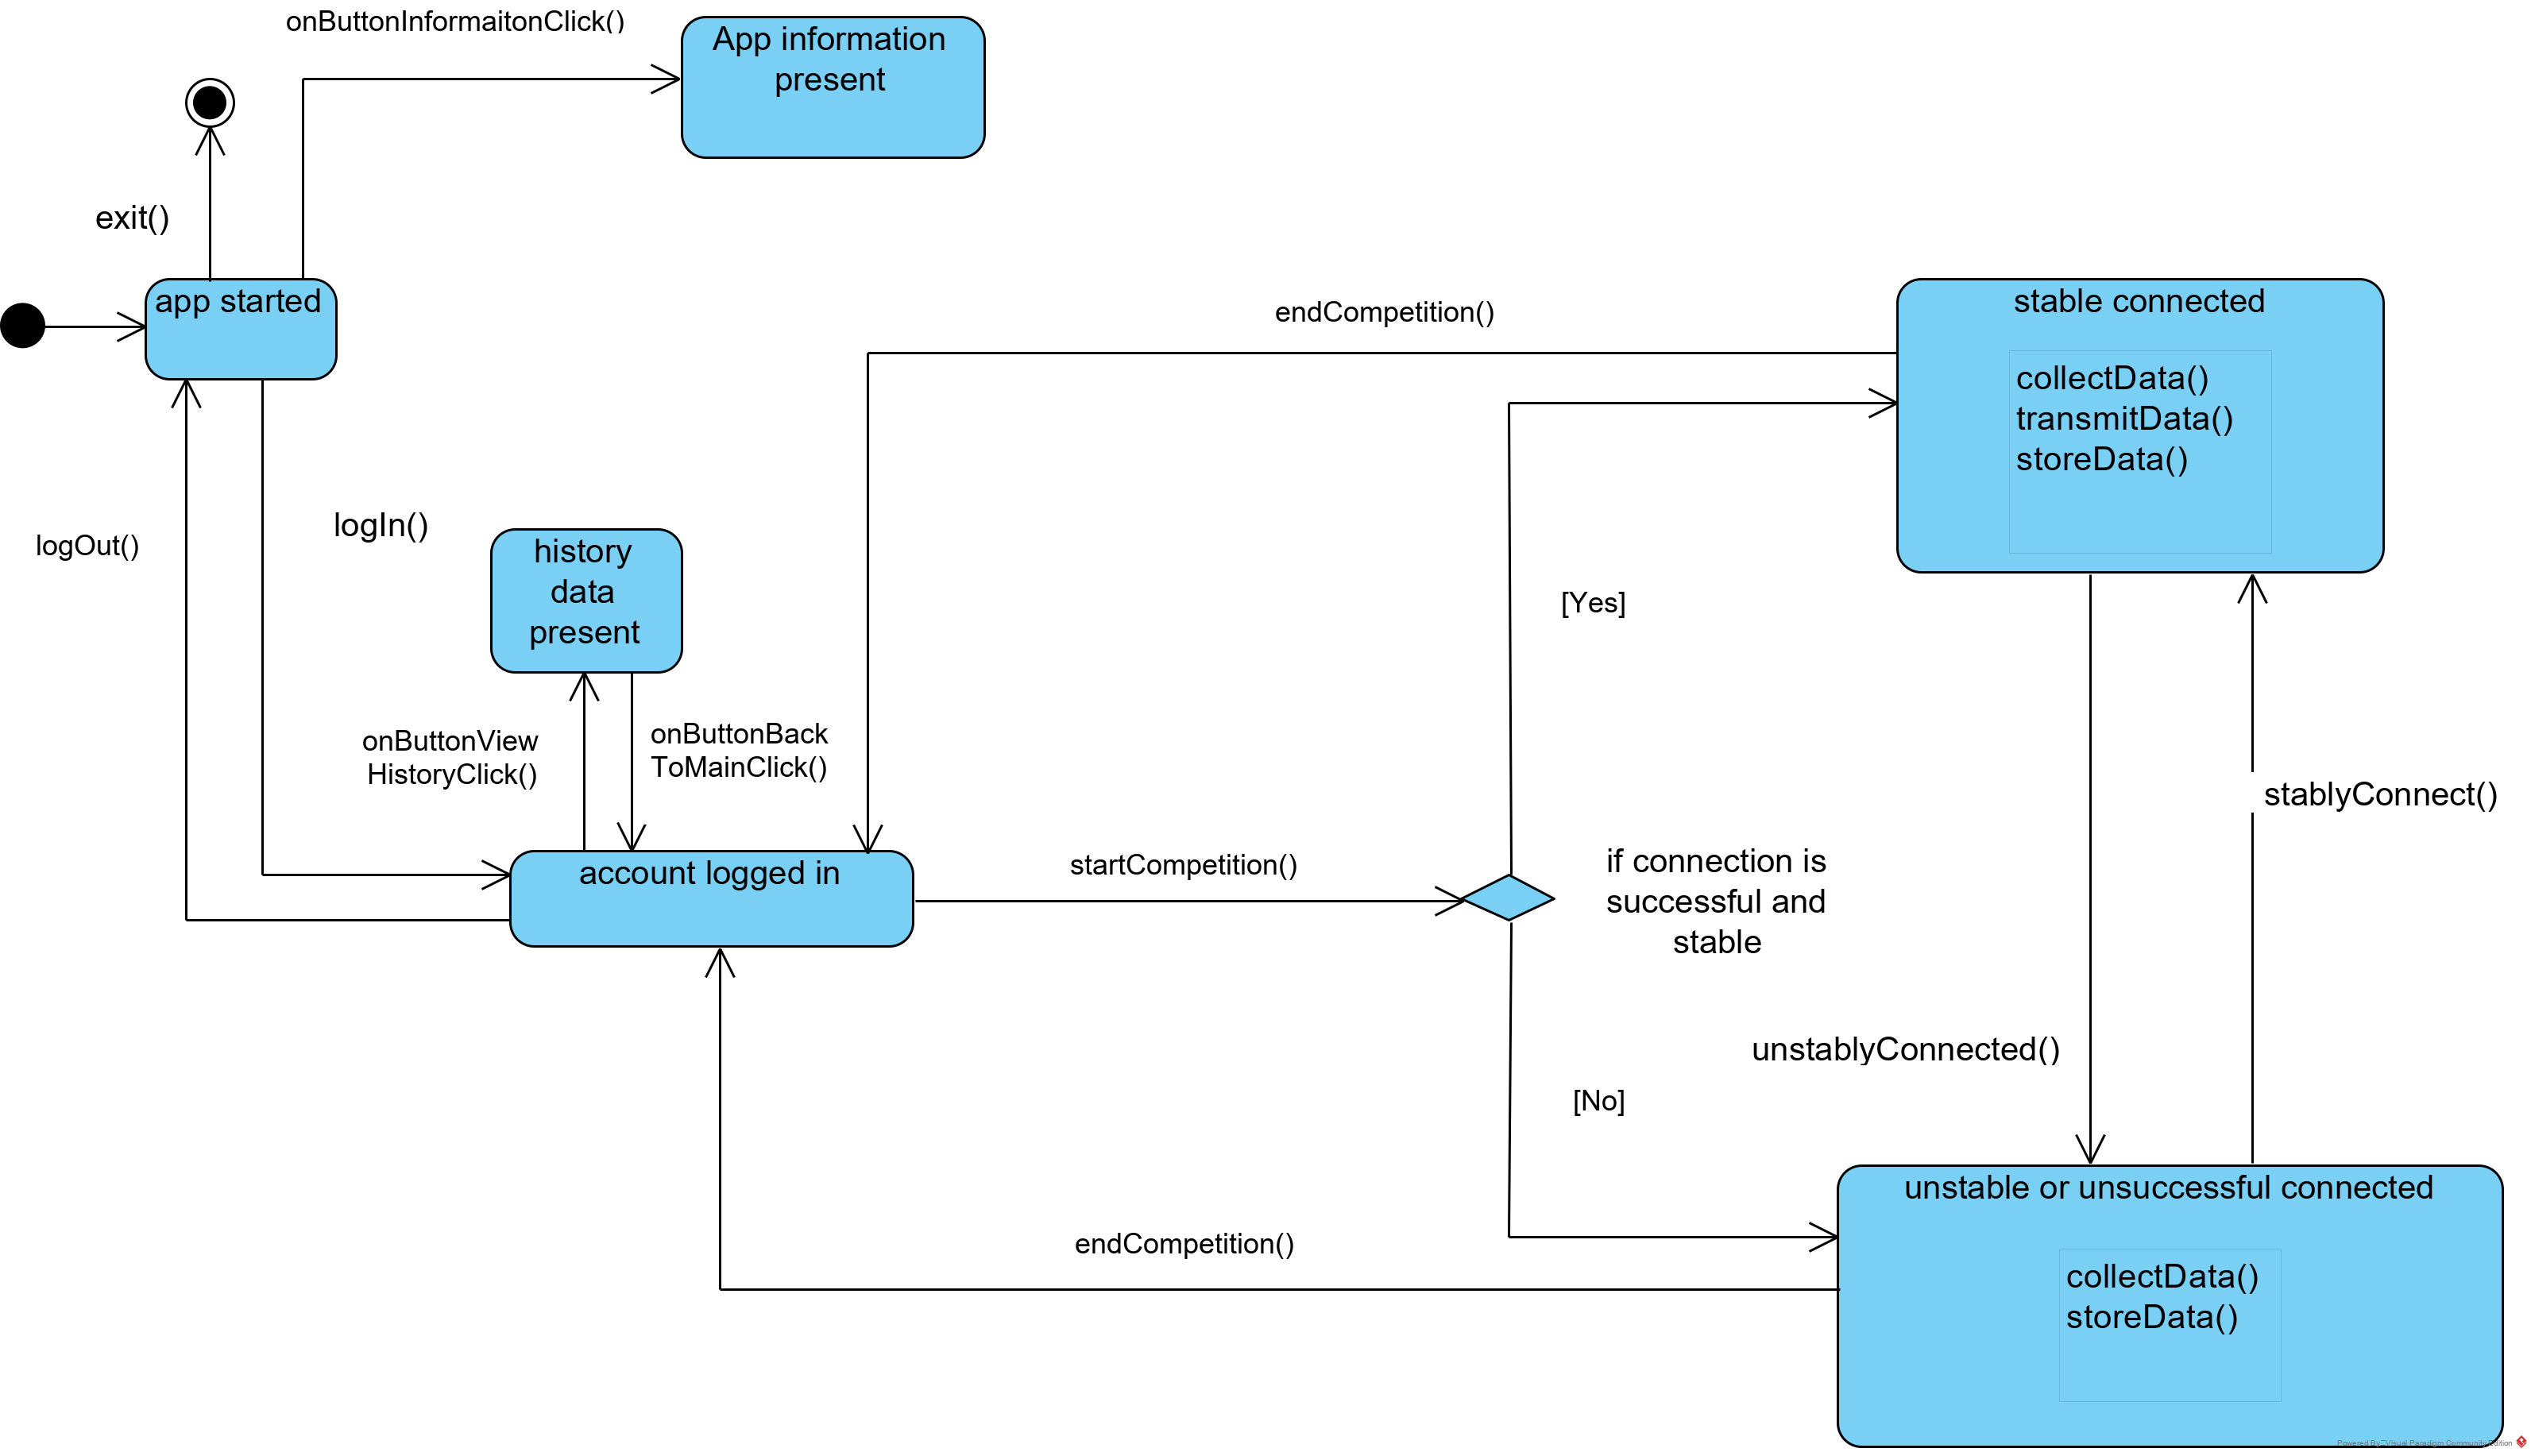 onButtonInformaitonClick()
App information
present
exit()
app started
endCompetition()
stable connected
collectData()
transmitData()
storeData()
logIn()
logOut()
history
data
present
[Yes]
onButtonView
HistoryClick()
onButtonBack
ToMainClick()
stablyConnect()
account logged in
startCompetition()
if connection is
successful and
stable
unstablyConnected()
[No]
unstable or unsuccessful connected
endCompetition()
collectData()
storeData()
Powered By Visual Paradigm Community Edition